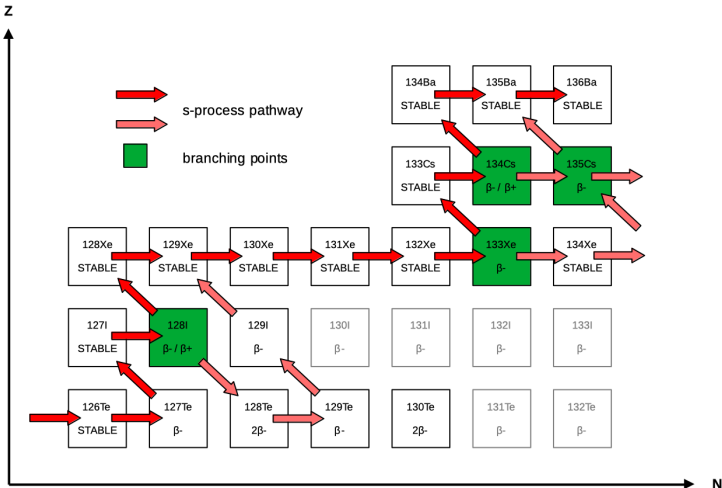 Z
134Ba
STABLE
135Ba
STABLE
136Ba
STABLE
s-process pathway
branching points
133Cs
STABLE
134Cs
β- / β+
135Cs
β-
128Xe
STABLE
129Xe
STABLE
130Xe
STABLE
131Xe
STABLE
132Xe
STABLE
133Xe
β-
134Xe
STABLE
127I
STABLE
128I
β- / β+
129I
β-
130I
β-
131I
β-
132I
β-
133I
β-
126Te
STABLE
127Te
β-
128Te
2β-
129Te
β-
130Te
2β-
131Te
β-
132Te
β-
N